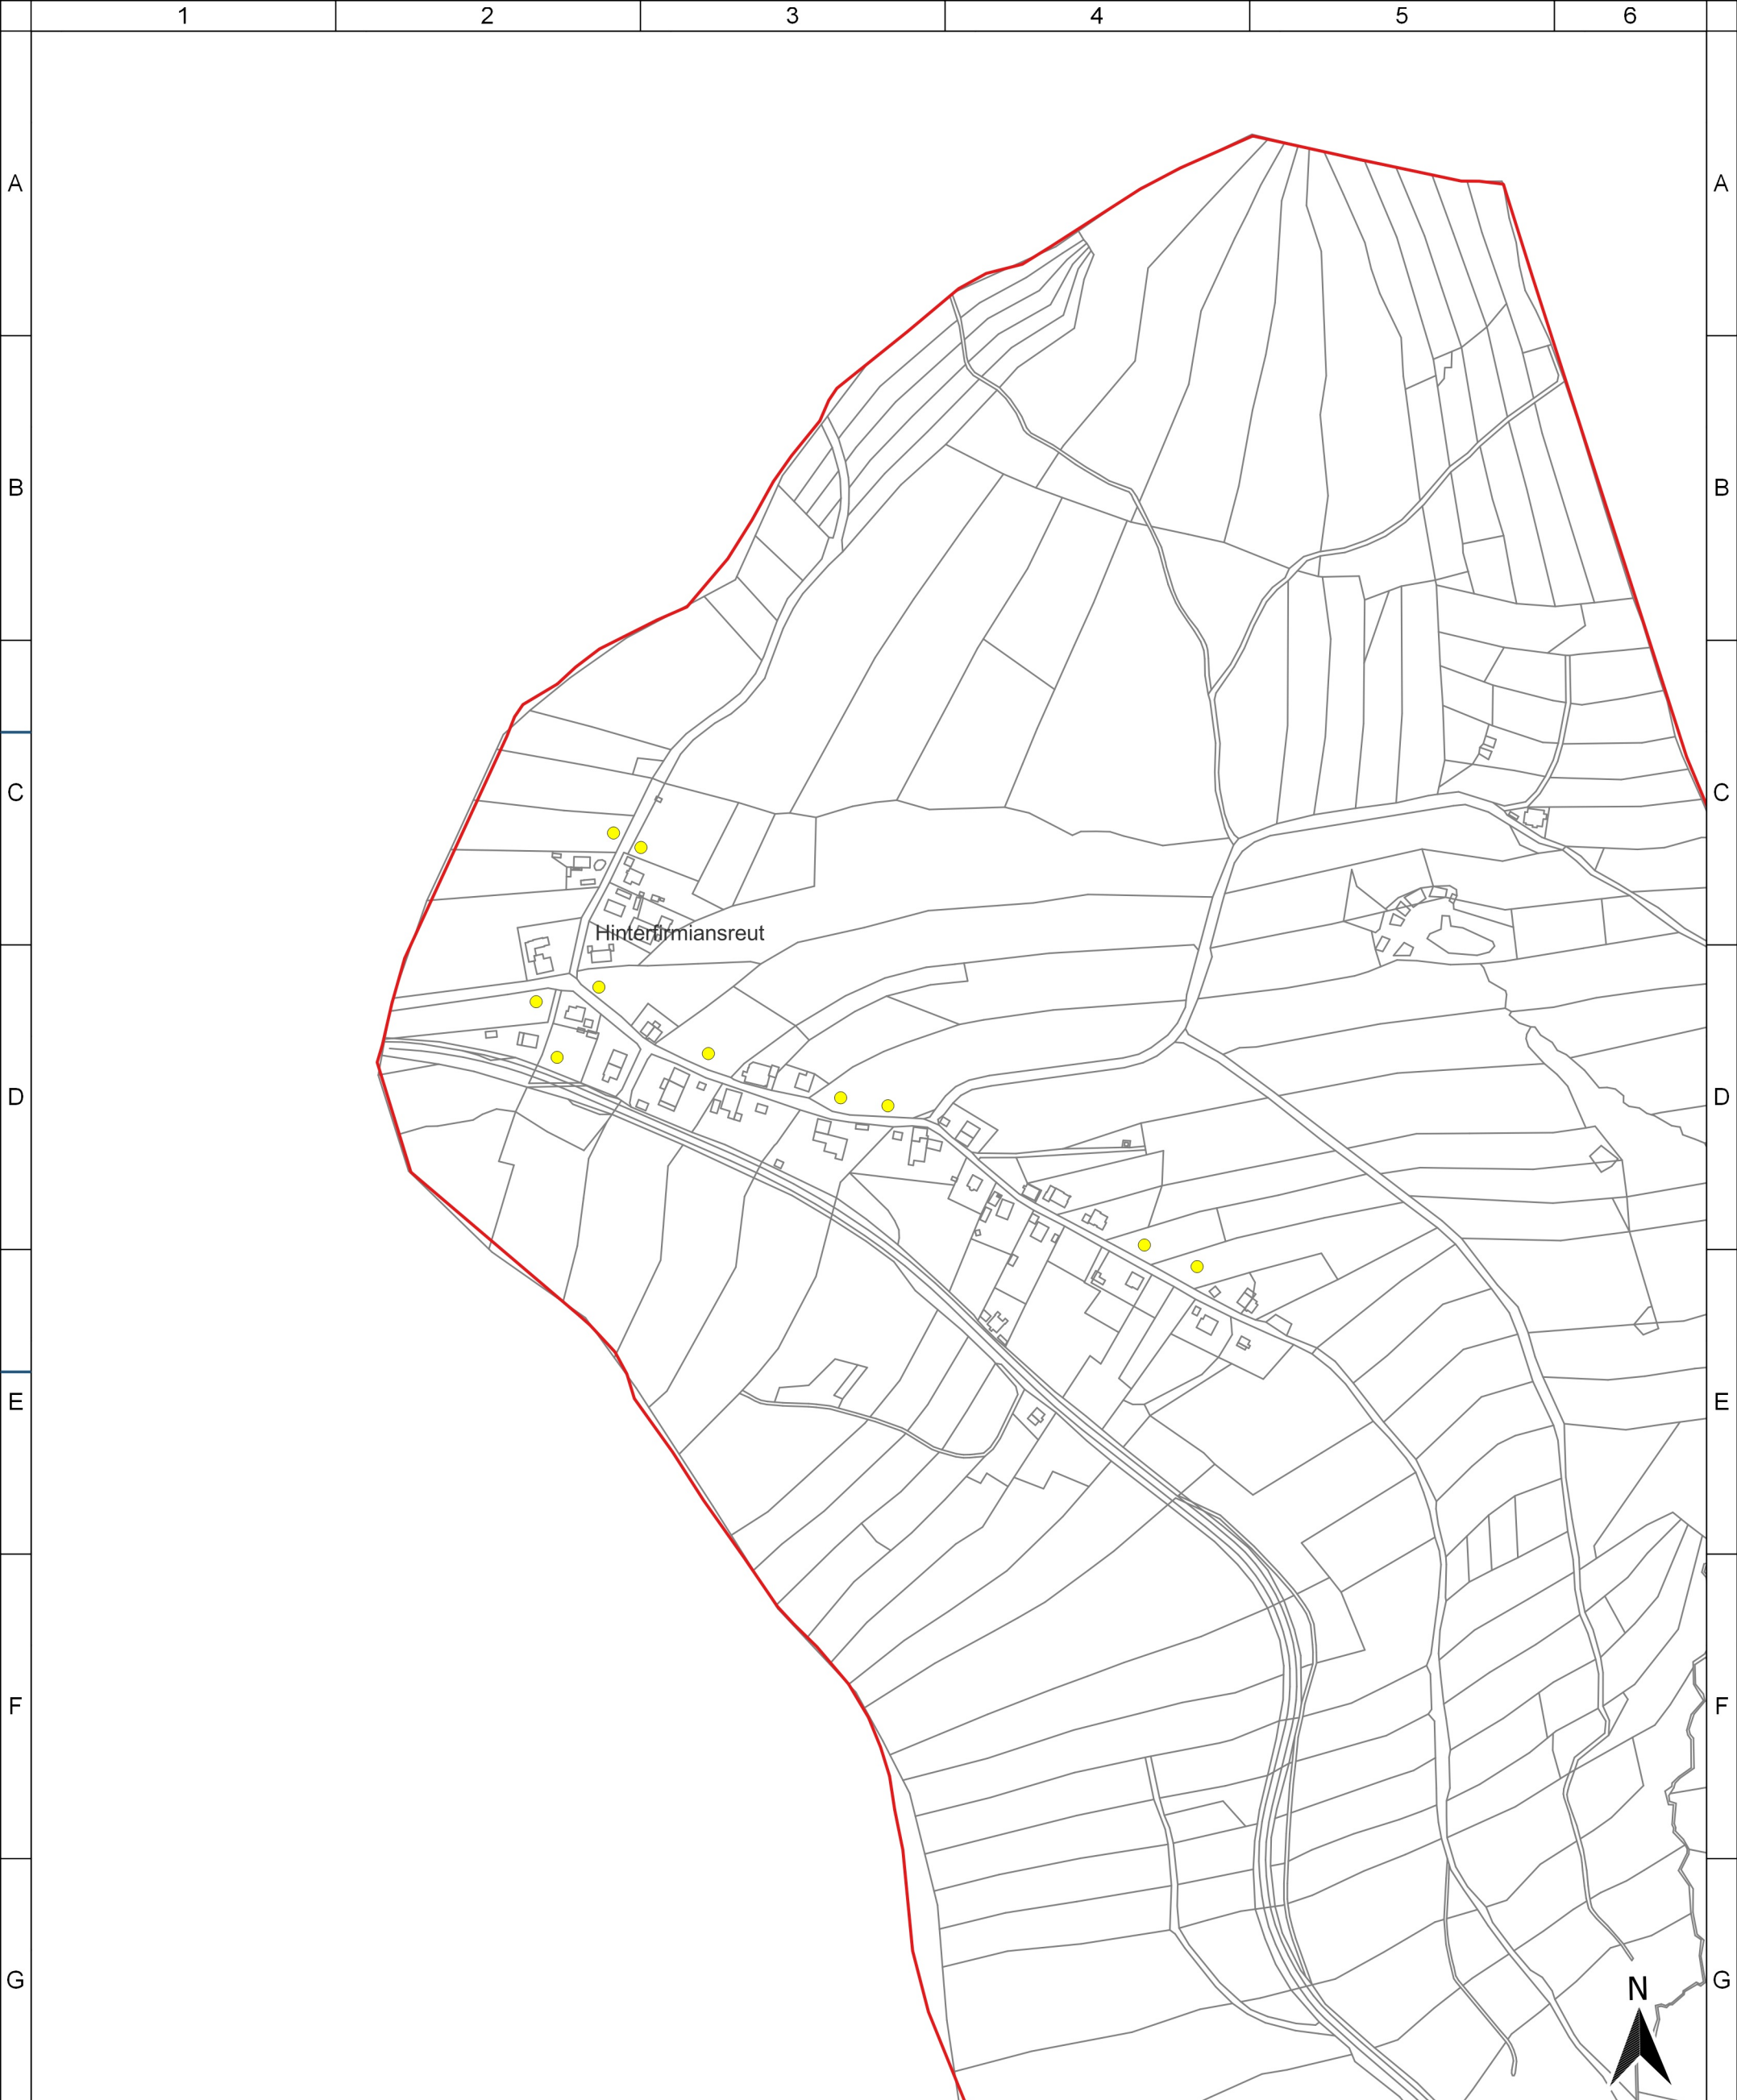 1 2 3 4 5 6
A A
B B
C C
Hinterfirmiansreut
D D
E E
F F
G G
N